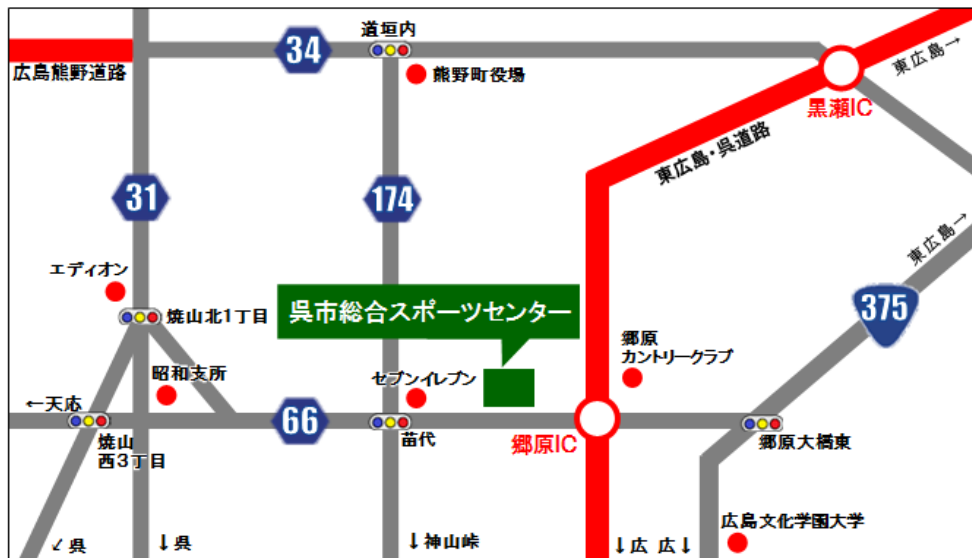 道垣内
34
広島熊野道路
熊野町役場
東広島→
黒瀬IC
東広島・呉道路
31
174
東広島→
エディオン
焼山北1丁目
呉市総合スポーツセンター
375
郷原
カントリークラブ
昭和支所
セブンイレブン
←天応
66
焼山
西3丁目
苗代
郷原IC
郷原大橋東
広島文化学園大学
↙呉
↓呉
↓神山峠
↓広
広↓